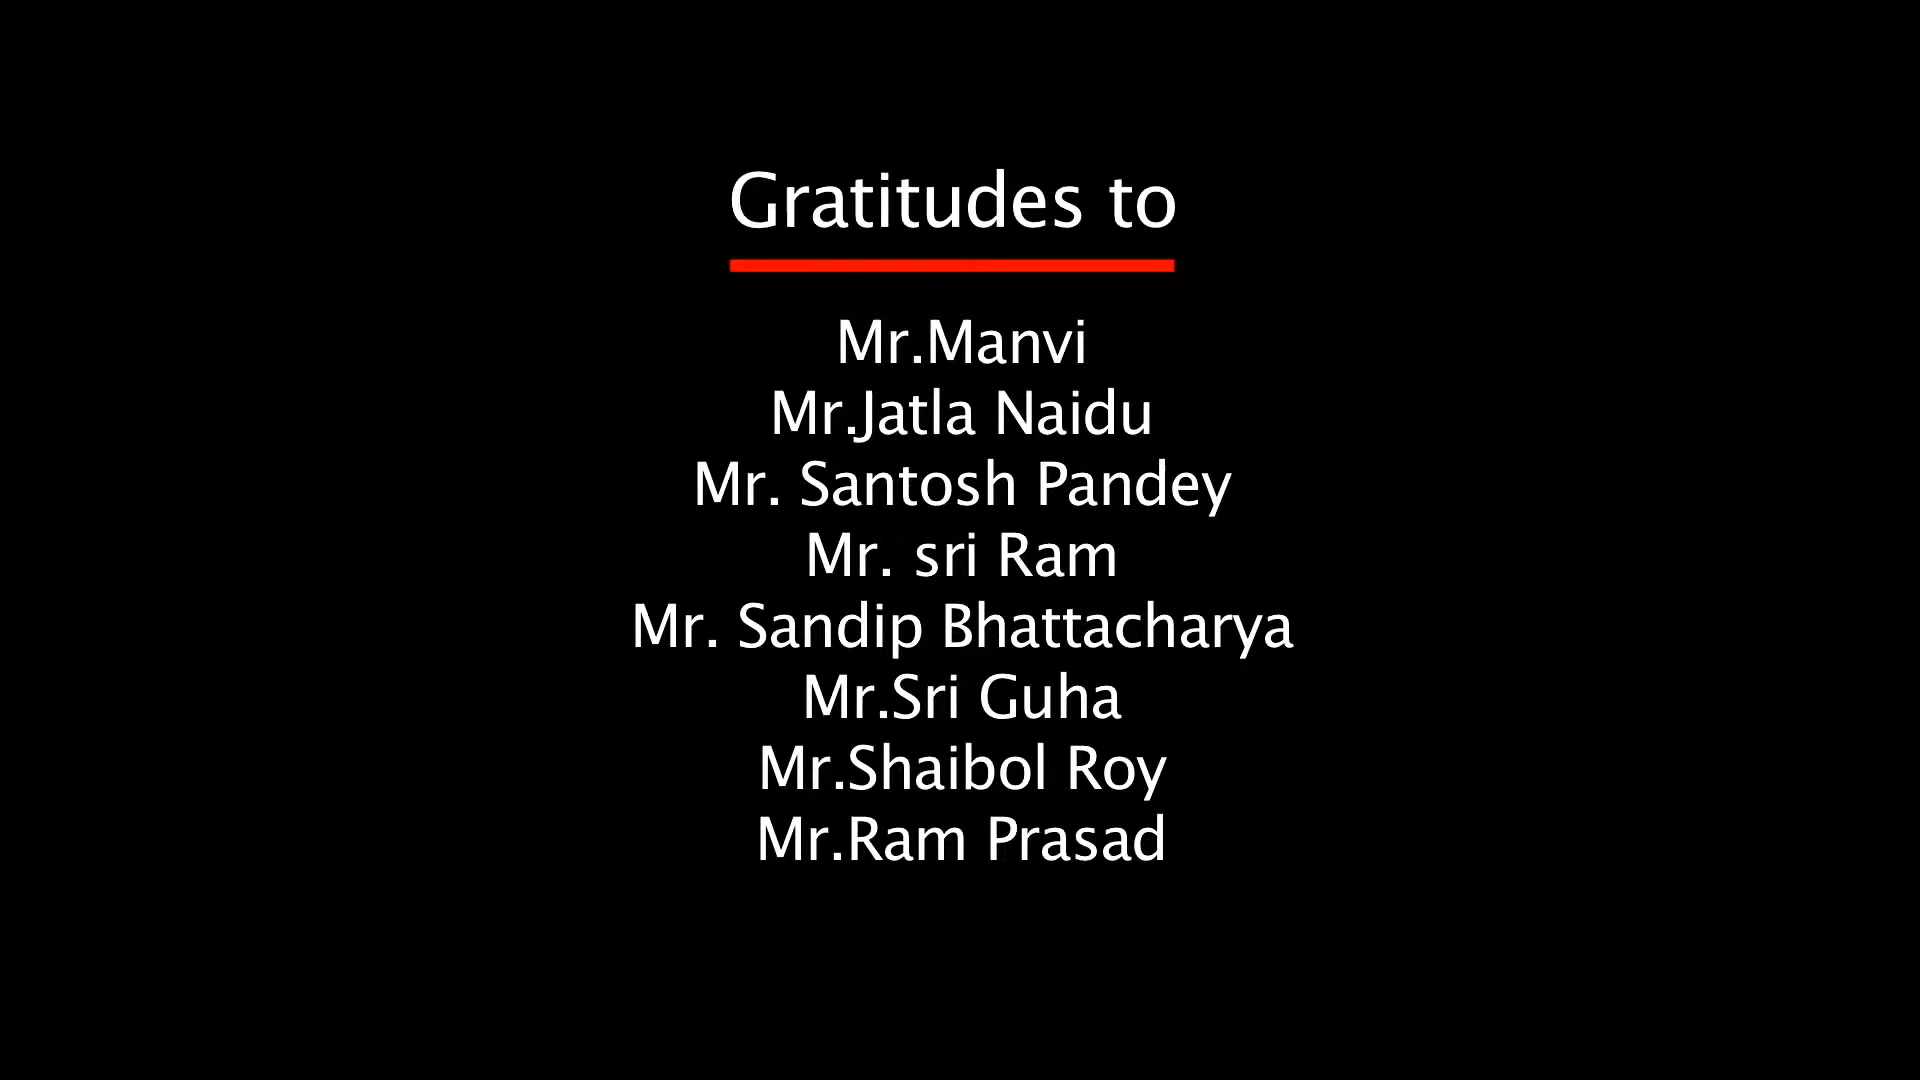 Gratitudes to
Mr.Manvi
Mr.Jatla Naidu
Mr. Santosh Pandey
Mr. sri Ram
Mr. Sandip Bhattacharya
Mr.Sri Guha
Mr.Shaibol Roy
Mr.Ram Prasad